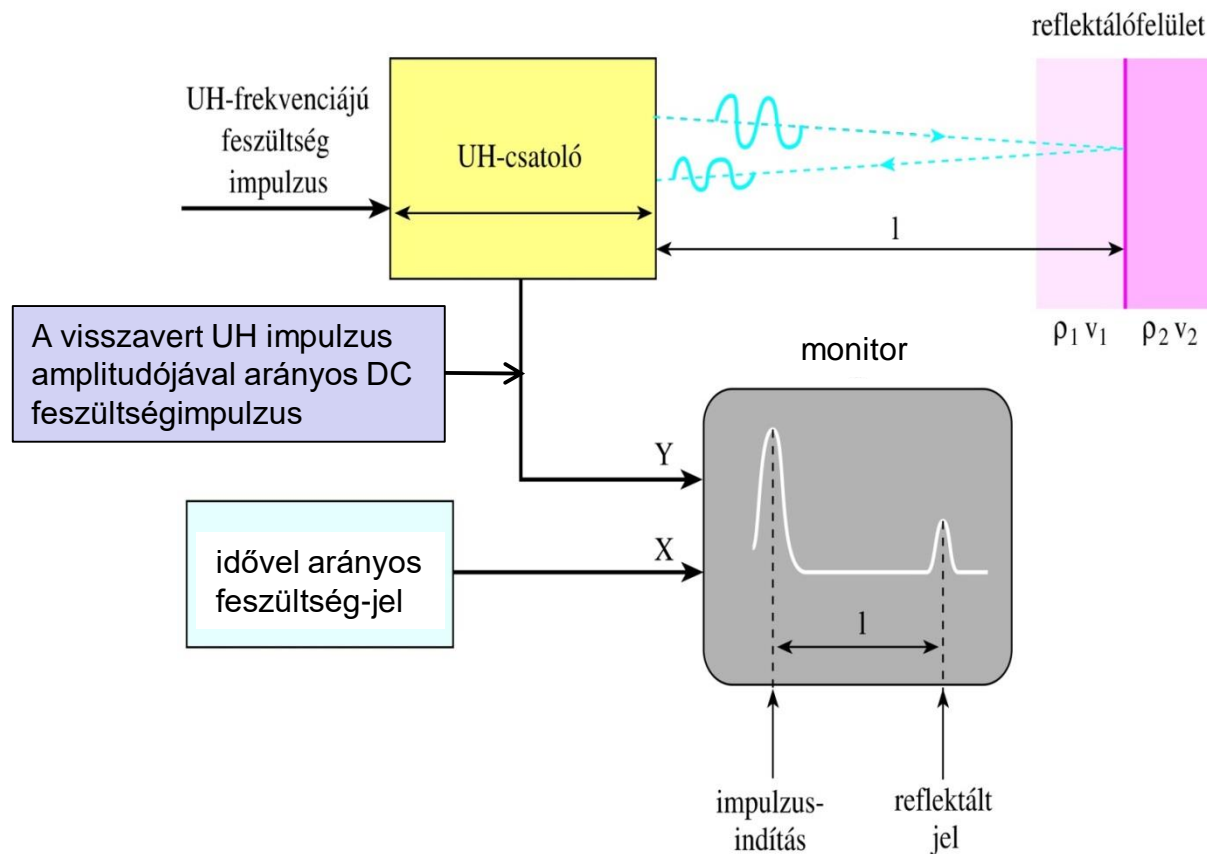 reflektálófelület
UH-frekvenciájú
feszültség
impulzus
UH-csatoló
l
ρ₁ v₁
ρ₂ v₂
A visszavert UH impulzus
amplitudójával arányos DC
feszültségimpulzus
monitor
Y
X
idővel arányos
feszültség-jel
l
impulzus-
indítás
reflektált
jel